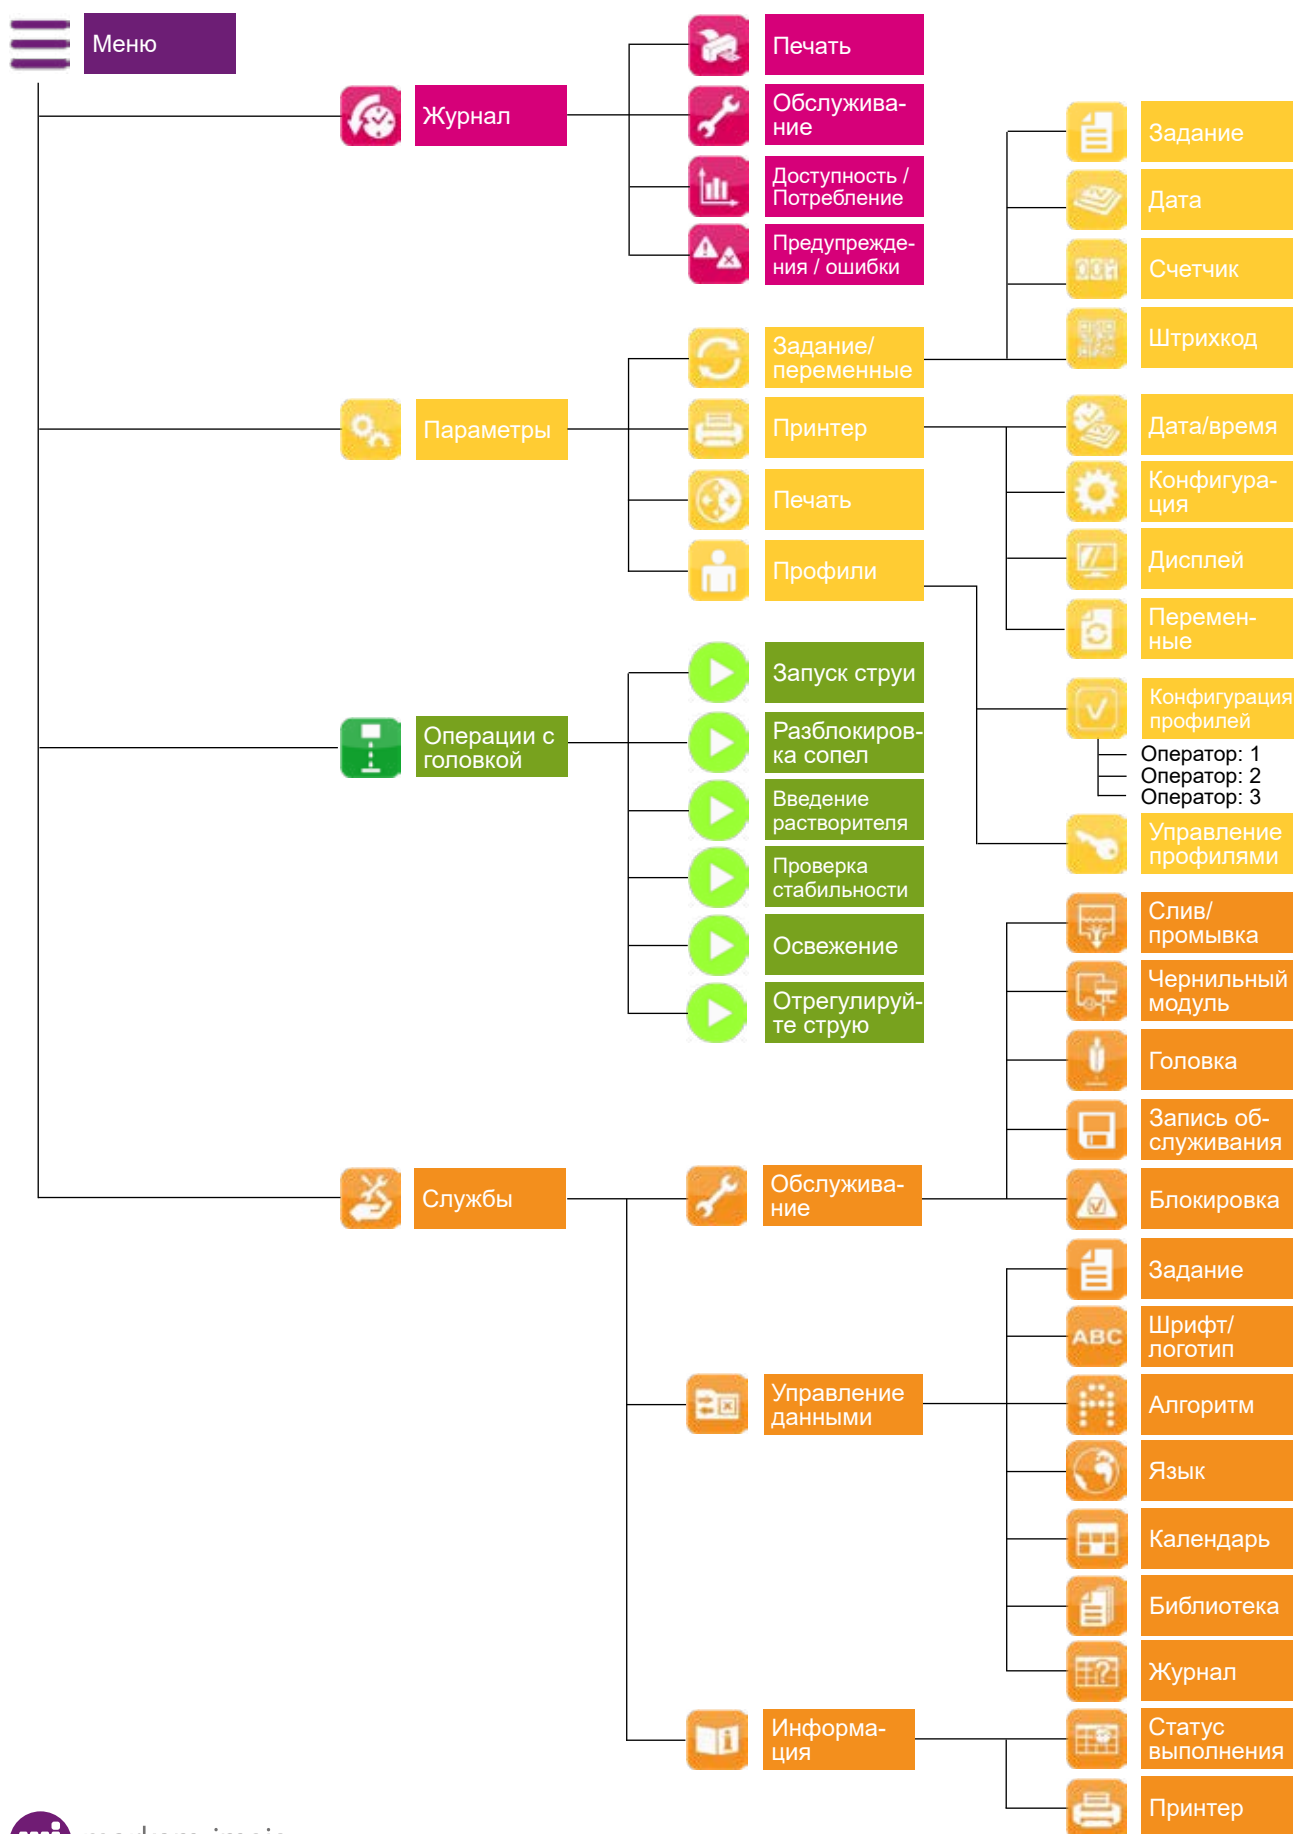 Меню
Журнал
Печать
Обслужива-
ние
Доступность /
Потребление
Предупрежде-
ния / ошибки
Параметры
Задание/
переменные
Задание
Дата
Счетчик
Штрихкод
Принтер
Дата/время
Конфигура-
ция
Дисплей
Перемен-
ные
Печать
Профили
Конфигурация
профилей
Оператор: 1
Оператор: 2
Оператор: 3
Управление
профилями
Операции с
головкой
Запуск струи
Разблокиров-
ка сопел
Введение
растворителя
Проверка
стабильности
Освежение
Отрегулируй-
те струю
Службы
Обслужива-
ние
Слив/
промывка
Чернильный
модуль
Головка
Запись об-
служивания
Блокировка
Управление
данными
Задание
ABC
Шрифт/
логотип
Алгоритм
Язык
Календарь
Библиотека
Журнал
Информа-
ция
Статус
выполнения
Принтер